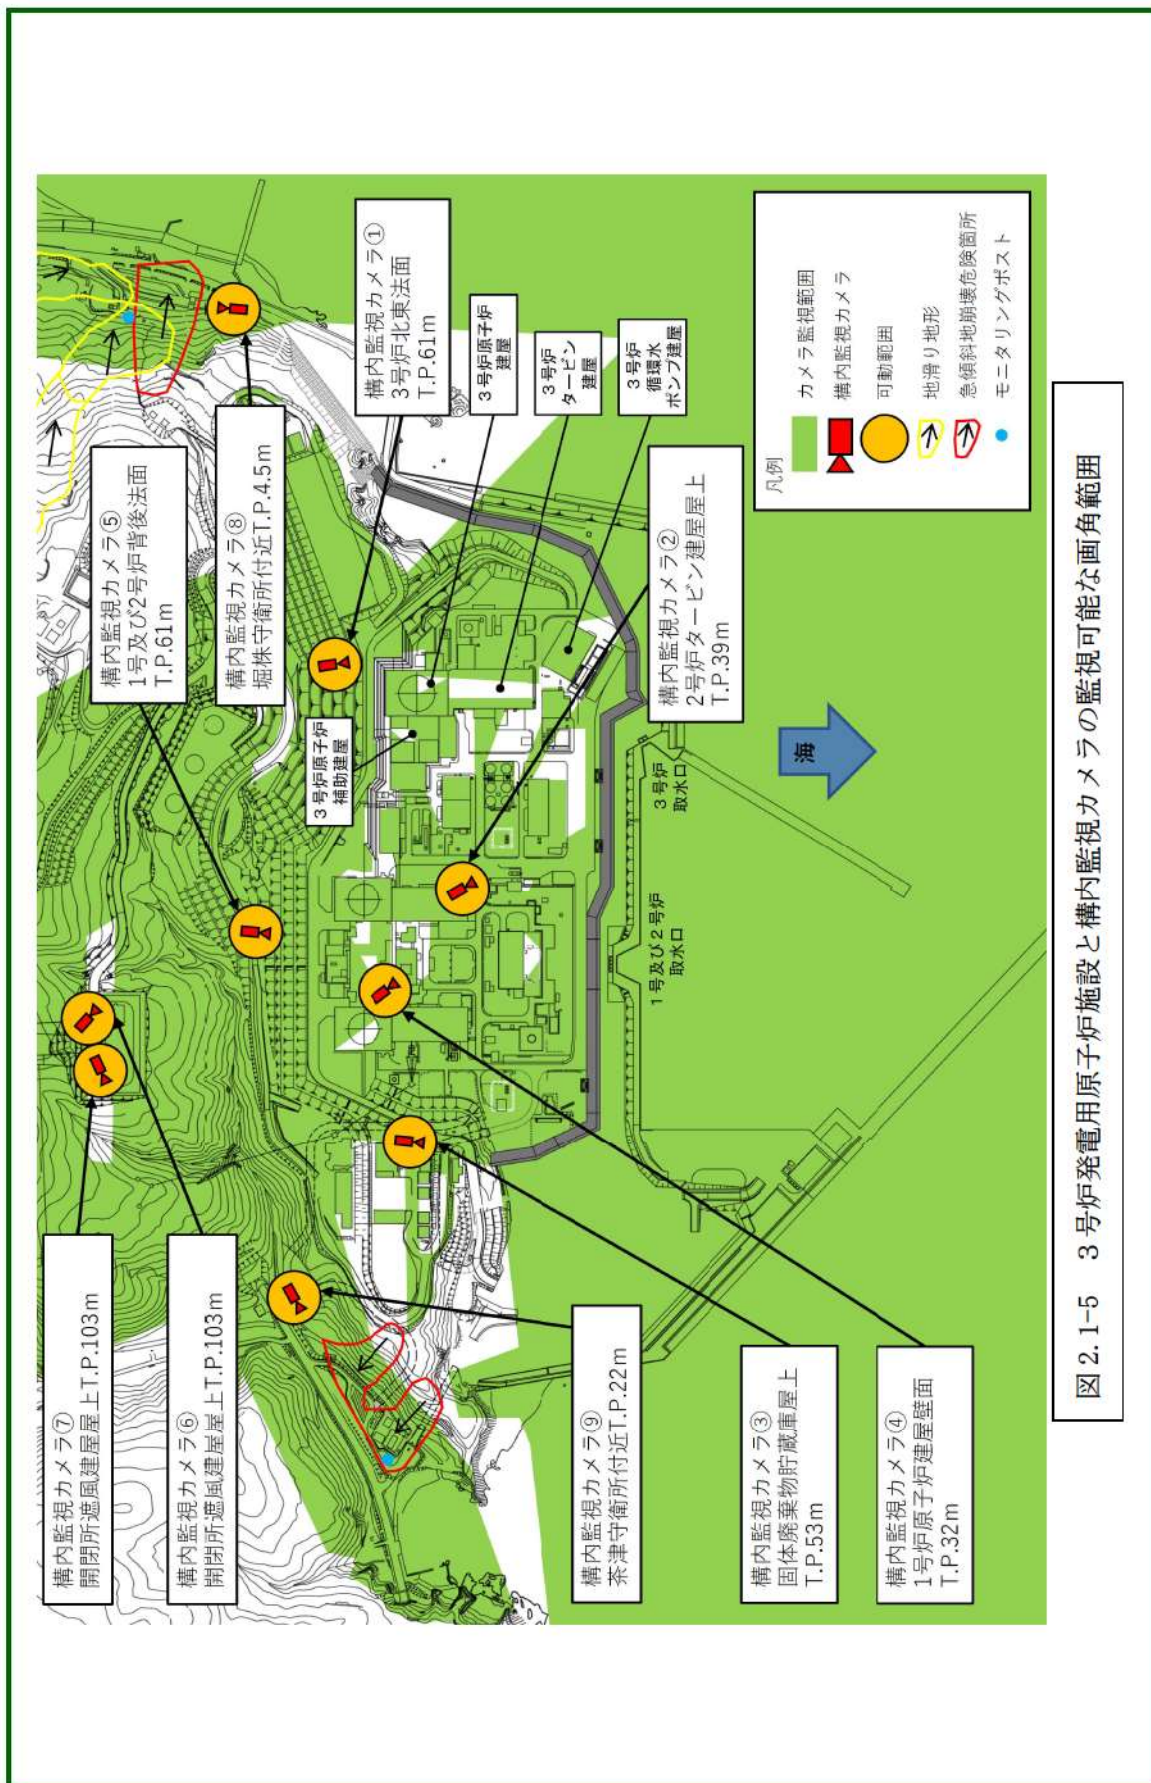 構内監視カメラ⑦
開閉所遮風建屋屋上T.P.103m
構内監視カメラ⑥
開閉所遮風建屋屋上T.P.103m
構内監視カメラ⑤
1号及び2号炉背後法面
T.P.61m
構内監視カメラ⑧
堀株守衛所付近T.P.4.5m
構内監視カメラ①
3号炉北東法面
T.P.61m
3号炉原子炉
補助建屋
3号炉原子炉
建屋
3号炉
タービン
建屋
3号炉
循環水
ポンプ建屋
構内監視カメラ②
2号炉タービン建屋屋上
T.P.39m
構内監視カメラ⑨
茶津守衛所付近T.P.22m
構内監視カメラ③
固体廃棄物貯蔵庫屋上
T.P.53m
構内監視カメラ④
1号炉原子炉建屋壁面
T.P.32m
1号及び2号炉
取水口
3号炉
取水口
海
凡例
カメラ監視範囲
構内監視カメラ
可動範囲
地滑り地形
急傾斜地崩壊危険箇所
モニタリングポスト
図 2.1-5 3号炉発電用原子炉施設と構内監視カメラの監視可能な画角範囲